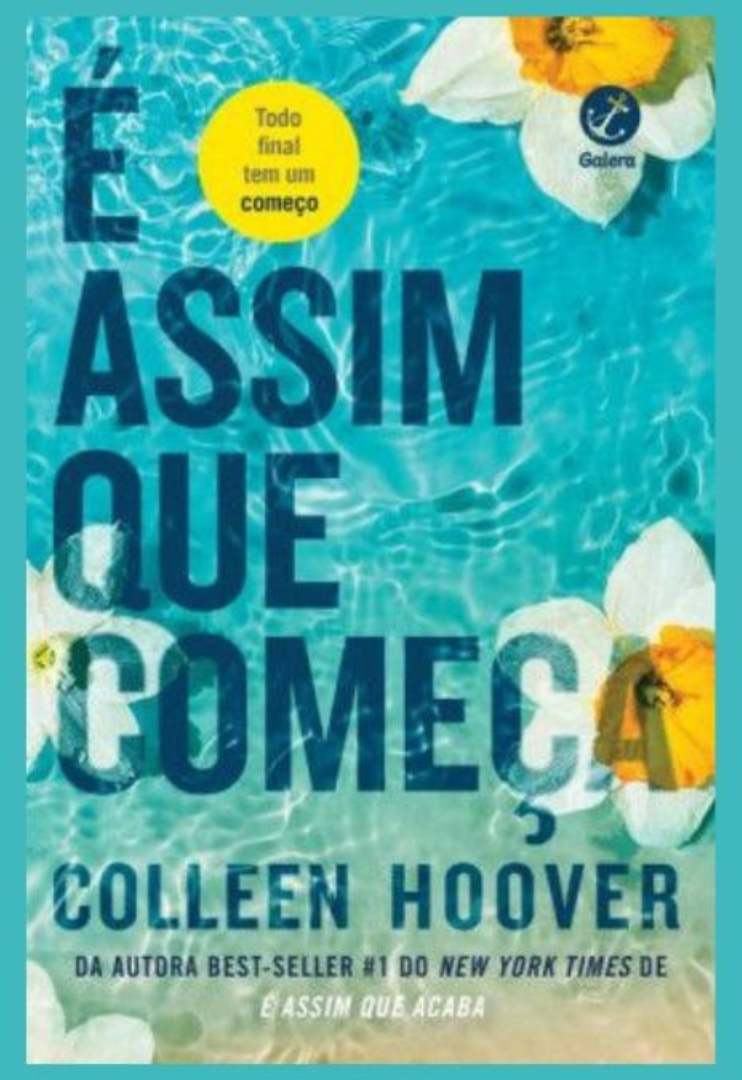 É
Todo
final
tem um
começo
Galera
ASSIM
QUE
COMEÇA
COLLEEN HOOVER
DA AUTORA BEST-SELLER #1 DO NEW YORK TIMES DE
É ASSIM QUE ACABA